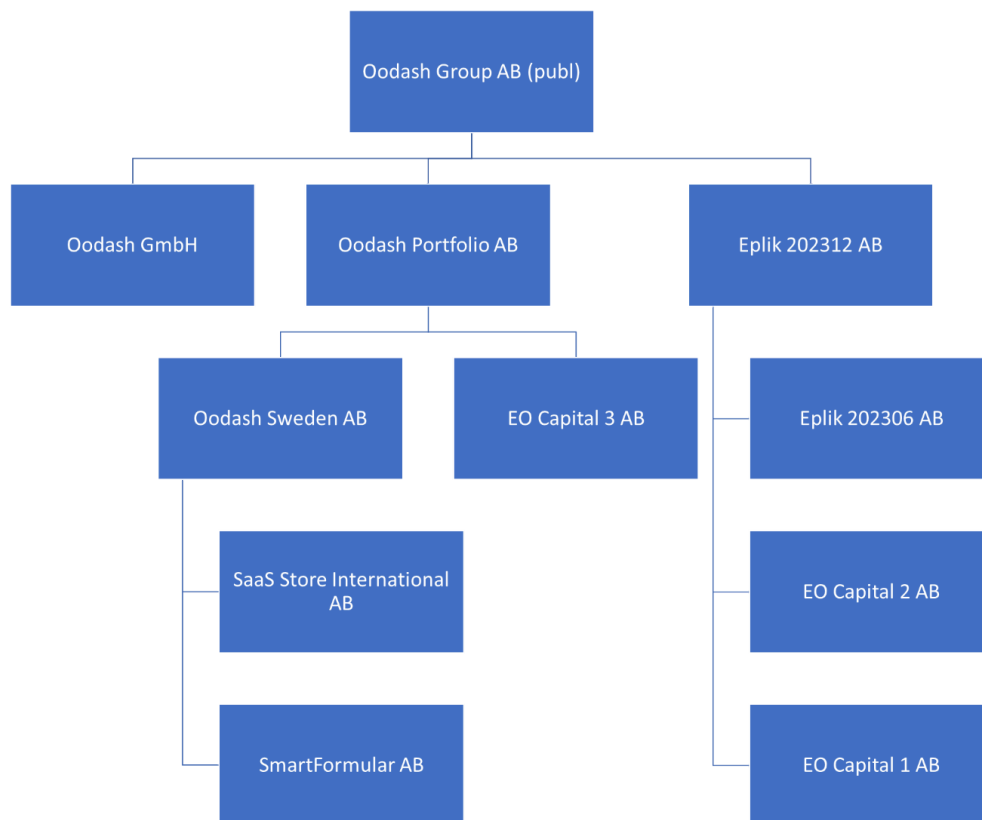 Oodash Group AB (publ)
Oodash GmbH
Oodash Portfolio AB
Eplik 202312 AB
Oodash Sweden AB
EO Capital 3 AB
Eplik 202306 AB
SaaS Store International
AB
EO Capital 2 AB
SmartFormular AB
EO Capital 1 AB